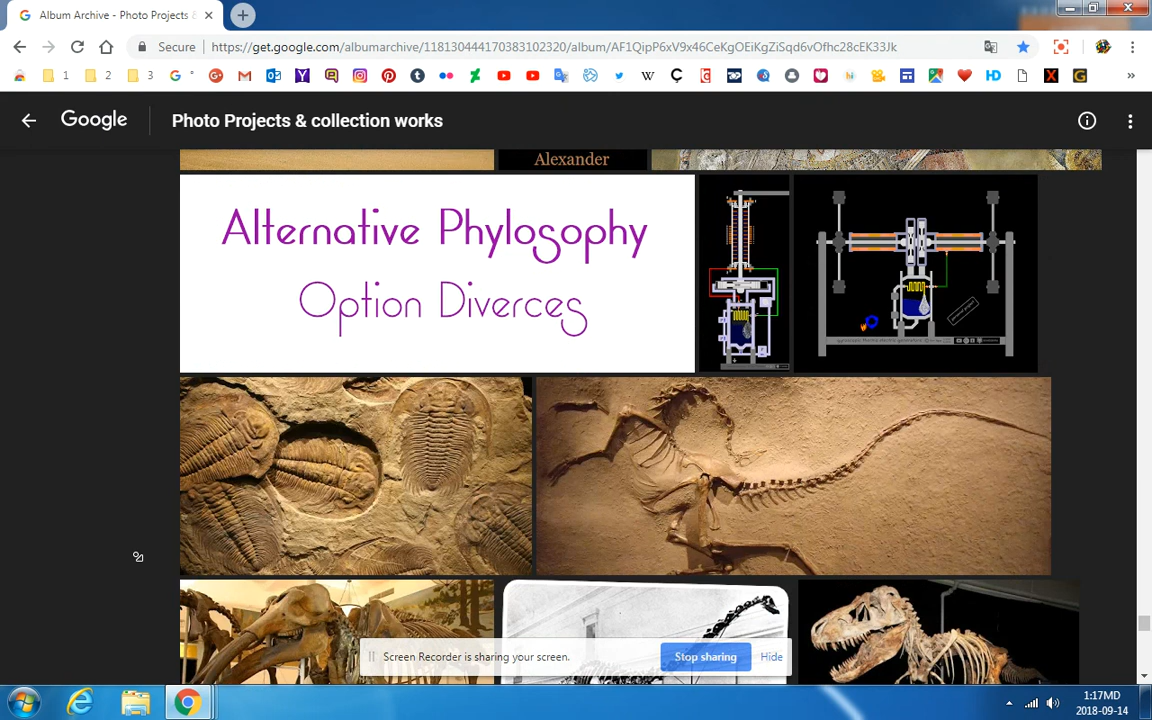 Album Archive - Photo Projects &
Secure
https://get.google.com/albumarchive/118130444170383102320/album/AF1QipP6xV9x46CeKgOEiKgZiSqd6vOfhc28cEK33Jk
1
2
3
Google
Photo Projects & collection works
Alexander
Alternative Phylosophy
Option Diverces
Screen Recorder is sharing your screen.
Stop sharing
Hide
1:17MD
2018-09-14